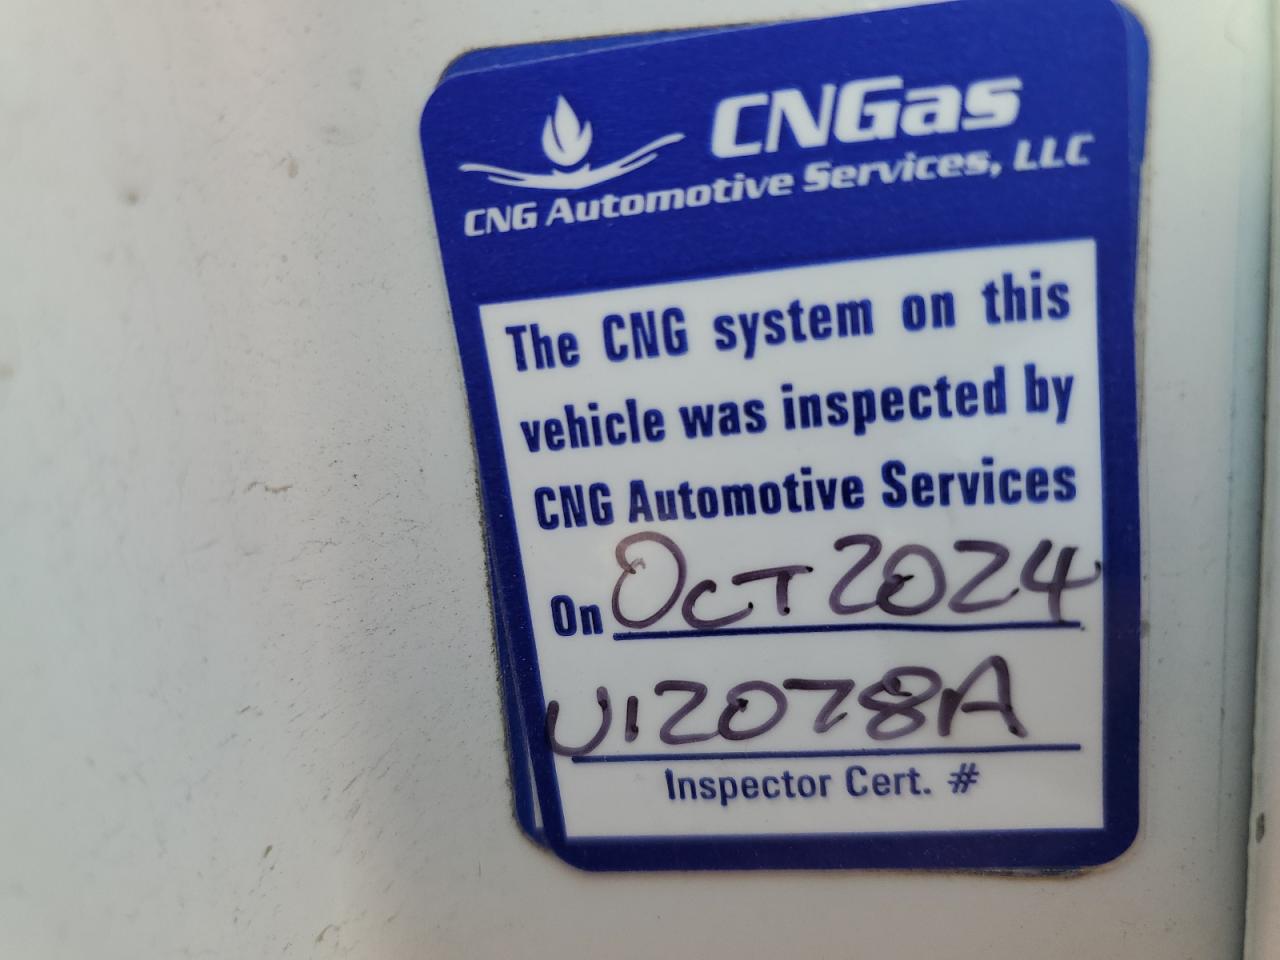 CNGas
CNG Automotive Services, LLC
The CNG system on this
vehicle was inspected by
CNG Automotive Services
On OCT 2024
U12078A
Inspector Cert. #